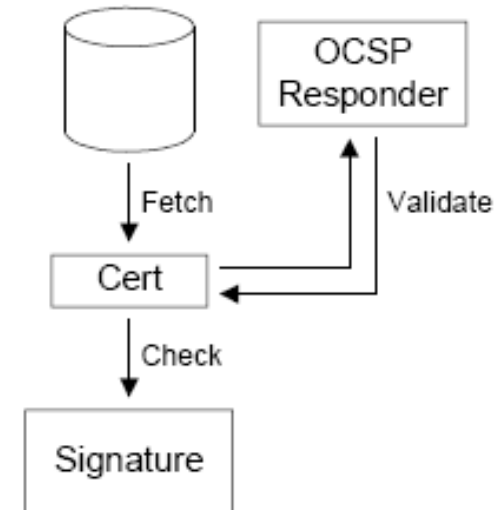 OCSP
Responder
Fetch
Validate
Cert
Check
Signature